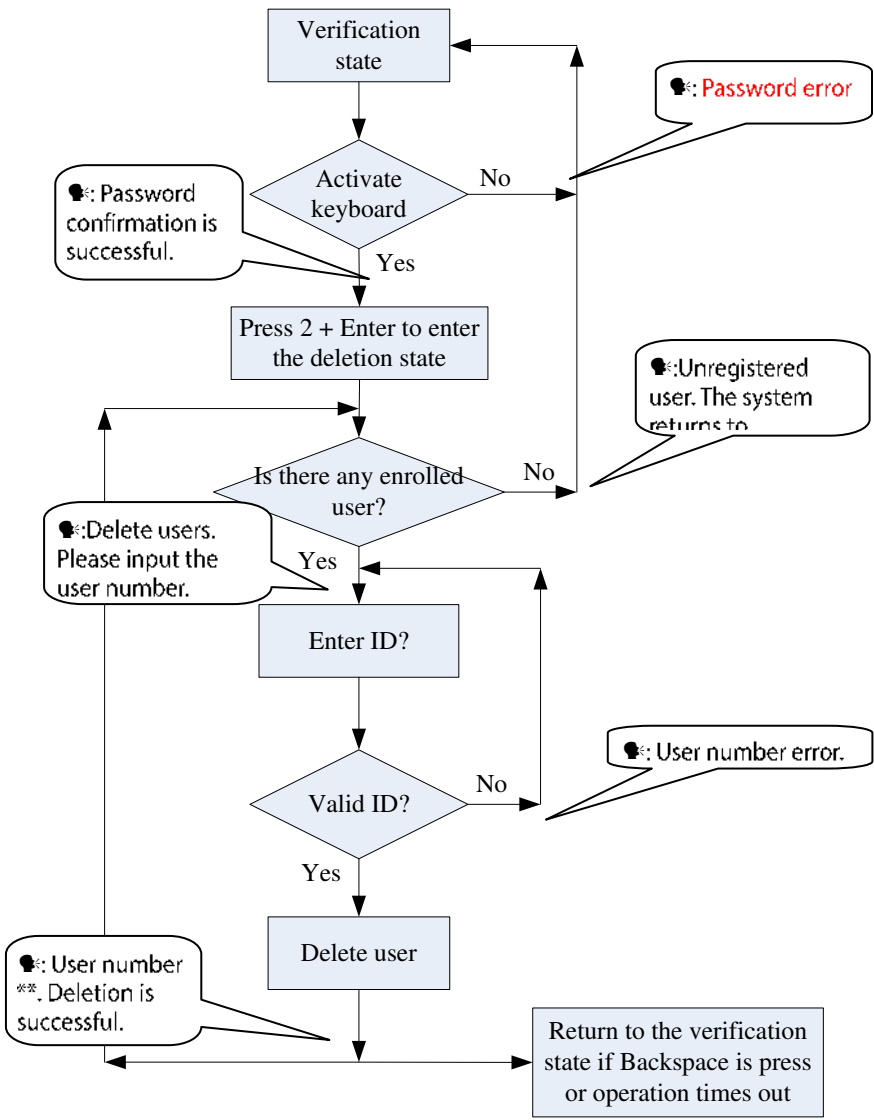 Verification
state
🗣: Password error
Activate
keyboard
No
🗣: Password
confirmation is
successful.
Yes
Press 2 + Enter to enter
the deletion state
🗣:Unregistered
user. The system
returns to
Is there any enrolled
user?
No
🗣:Delete users.
Please input the
user number.
Yes
Enter ID?
🗣: User number error.
Valid ID?
No
Yes
Delete user
🗣: User number
**. Deletion is
successful.
Return to the verification
state if Backspace is press
or operation times out